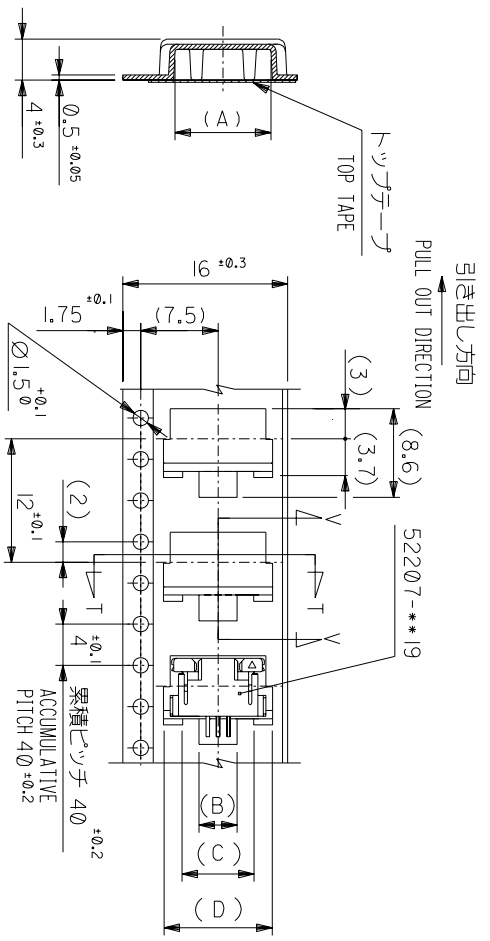 引き出し方向
PULL OUT DIRECTION
トップテープ
TOP TAPE
(A)
0.5 ±0.05
4 ±0.3
16 ±0.3
1.75 ±0.1
(7.5)
Ø1.5 +0.1 0
(3)
(8.6)
(3.7)
12 ±0.1
(2)
4 ±0.1
V
V
T
T
52207-**19
累積ピッチ 40 ±0.2
ACCUMULATIVE
PITCH 40 ±0.2
(B)
(C)
(D)